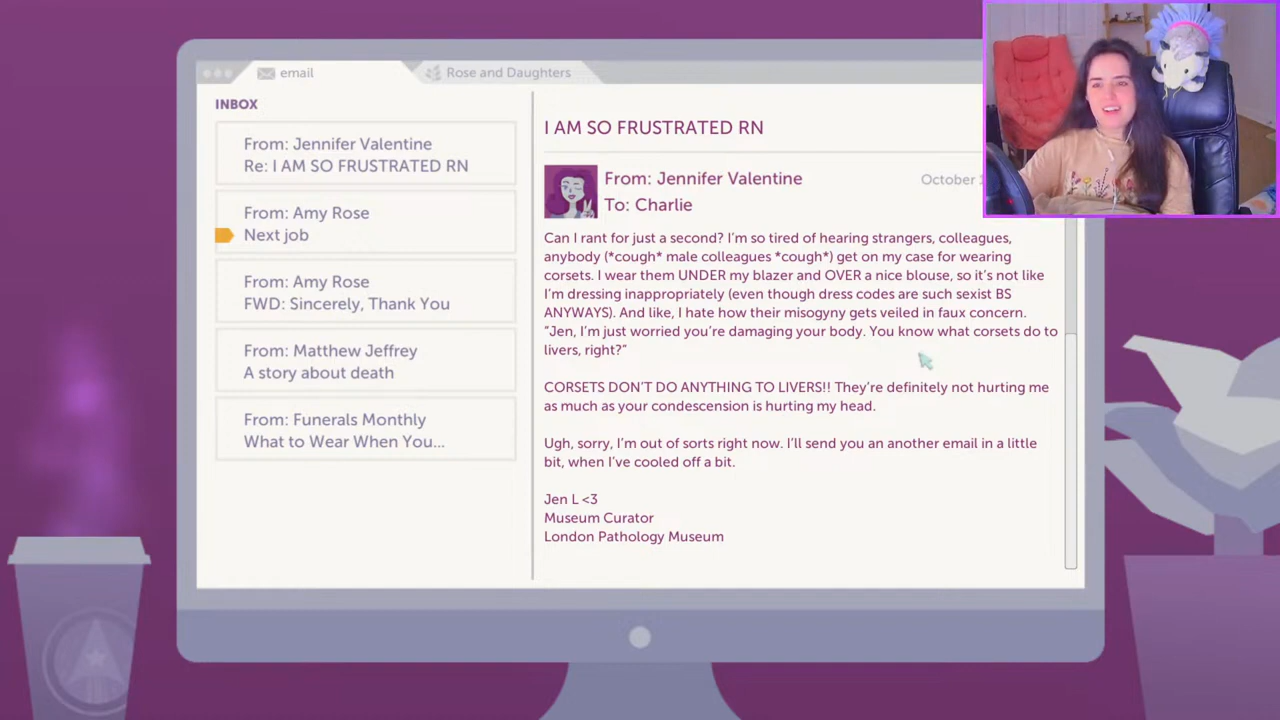 email
Rose and Daughters
INBOX
From: Jennifer Valentine
Re: I AM SO FRUSTRATED RN
From: Amy Rose
Next job
From: Amy Rose
FWD: Sincerely, Thank You
From: Matthew Jeffrey
A story about death
From: Funerals Monthly
What to Wear When You...
I AM SO FRUSTRATED RN
From: Jennifer Valentine
October
To: Charlie
Can I rant for just a second? I'm so tired of hearing strangers, colleagues,
anybody (*cough* male colleagues *cough*) get on my case for wearing
corsets. I wear them UNDER my blazer and OVER a nice blouse, so it's not like
I'm dressing inappropriately (even though dress codes are such sexist BS
ANYWAYS). And like, I hate how their misogyny gets veiled in faux concern.
"Jen, I'm just worried you're damaging your body. You know what corsets do to
livers, right?"
CORSETS DON'T DO ANYTHING TO LIVERS!! They're definitely not hurting me
as much as your condescension is hurting my head.
Ugh, sorry, I'm out of sorts right now. I'll send you an another email in a little
bit, when I've cooled off a bit.
Jen L <3
Museum Curator
London Pathology Museum